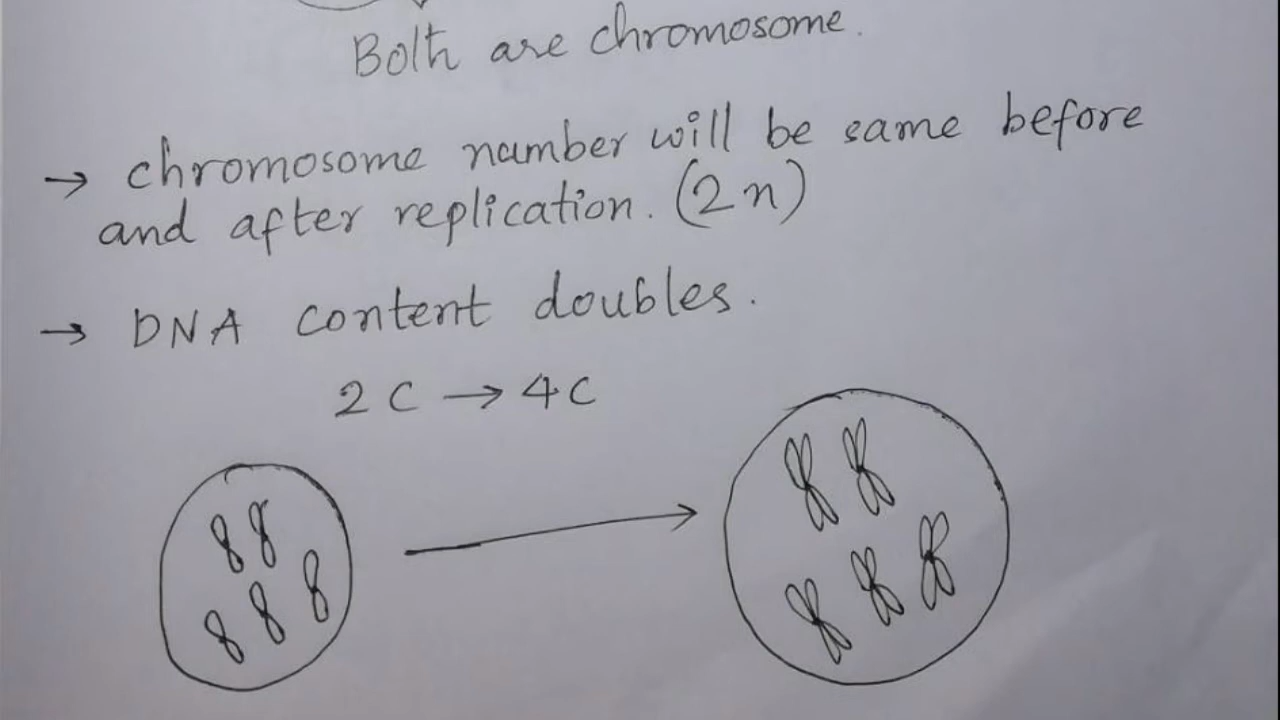 Both are chromosome.
→ chromosome number will be same before
and after replication. (2n)
→ DNA content doubles.
2C → 4C